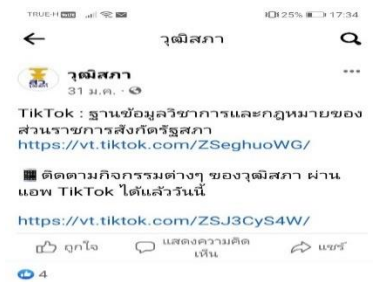 TRUE-H 25% 17:34
วุฒิสภา
วุฒิสภา
31 ม.ค.
TikTok : ฐานข้อมูลวิชาการและกฎหมายของ
ส่วนราชการสังกัดรัฐสภา
https://vt.tiktok.com/ZSeghuoWG/
ติดตามกิจกรรมต่างๆ ของวุฒิสภา ผ่าน
แอพ TikTok ได้แล้ววันนี้
https://vt.tiktok.com/ZSJ3CyS4W/
ถูกใจ แสดงความคิด แชร์
เห็น
4